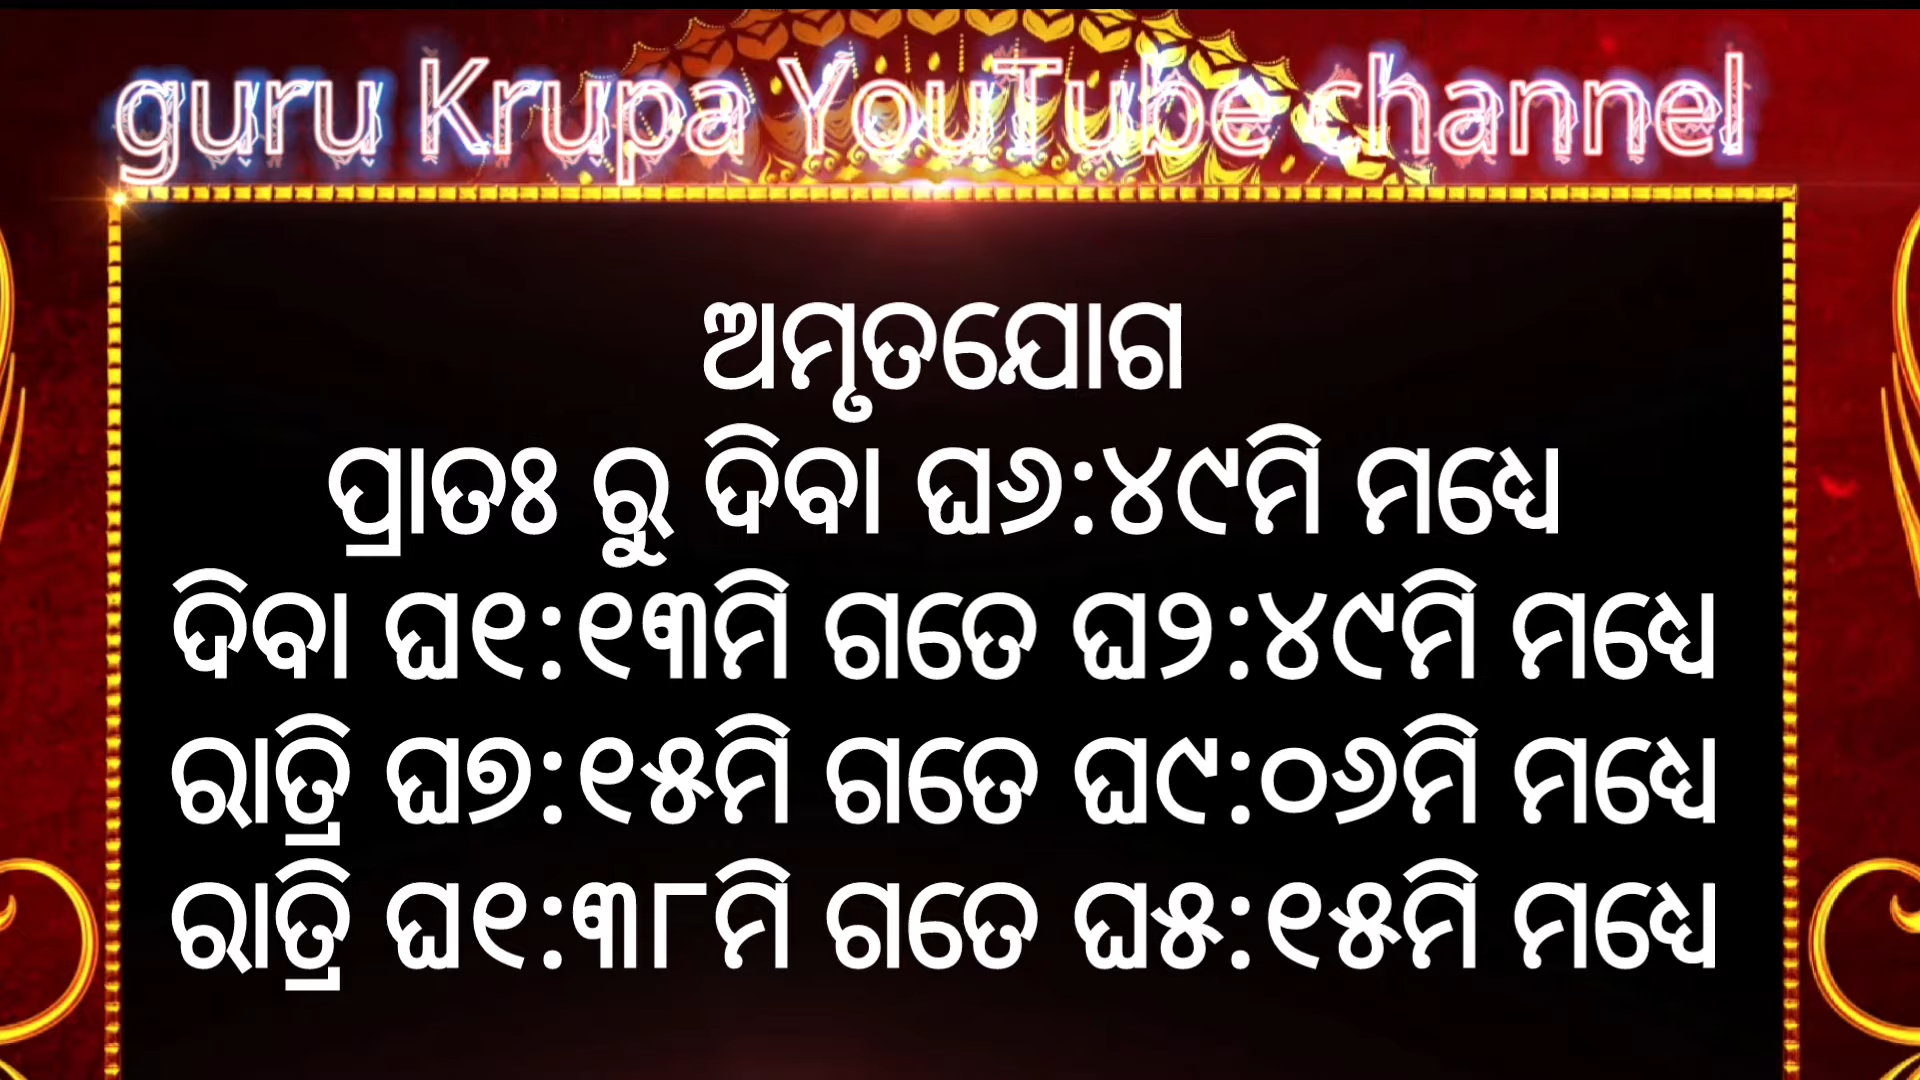 guru Krupa YouTube channel
ଅମୃତଯୋଗ
ପ୍ରାତଃ ରୁ ଦିବା ଘ୬:୪୯ମି ମଧ୍ୟେ
ଦିବା ଘ୧:୧୩ମି ଗତେ ଘ୨:୪୯ମି ମଧ୍ୟେ
ରାତ୍ରି ଘ୭:୧୫ମି ଗତେ ଘ୯:୦୬ମି ମଧ୍ୟେ
ରାତ୍ରି ଘ୧:୩୮ମି ଗତେ ଘ୫:୧୫ମି ମଧ୍ୟେ